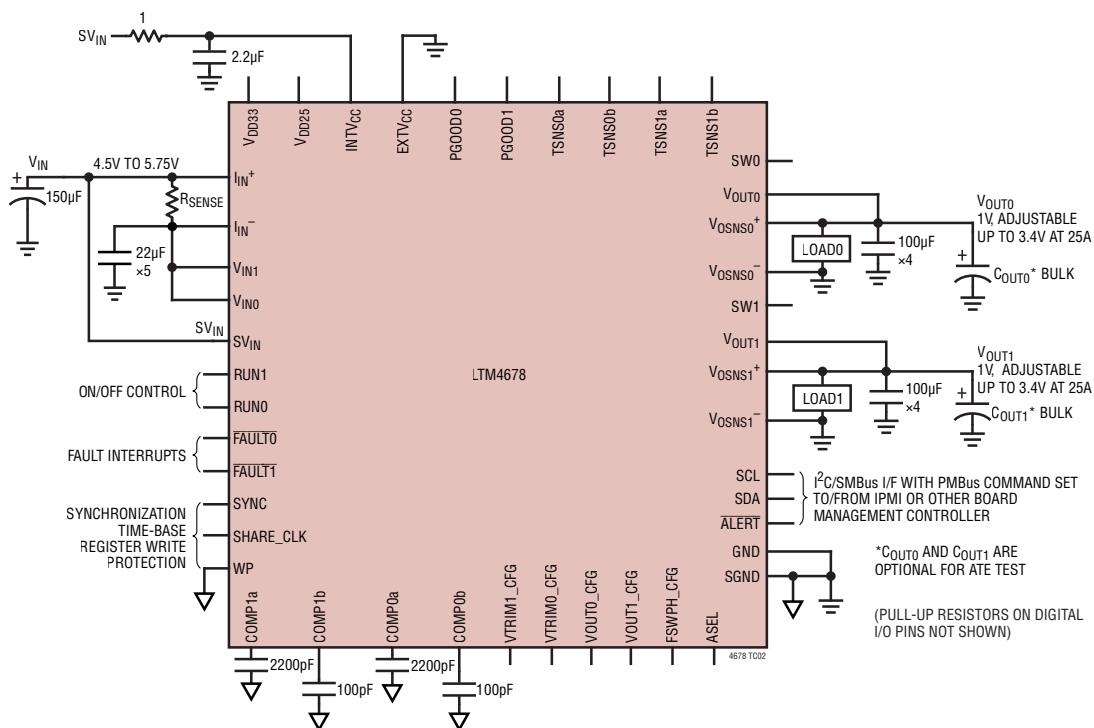 1
SVIN
2.2µF
VDD33
VDD25
INTVCC
EXTVCC
PGOOD0
PGOOD1
TSNS0a
TSNS0b
TSNS1a
TSNS1b
VIN
4.5V TO 5.75V
150µF
+
RSENSE
22µF
×5
SVIN
IIN+
IIN−
VIN1
VIN0
SVIN
RUN1
RUN0
FAULT0
FAULT1
SYNC
SHARE_CLK
WP
ON/OFF CONTROL
FAULT INTERRUPTS
SYNCHRONIZATION
TIME-BASE
REGISTER WRITE
PROTECTION
LTM4678
SW0
VOUT0
VOSNS0+
VOSNS0−
SW1
VOUT1
VOSNS1+
VOSNS1−
SCL
SDA
ALERT
GND
SGND
LOAD0
100µF
×4
+
COUT0* BULK
VOUT0
1V, ADJUSTABLE
UP TO 3.4V AT 25A
LOAD1
100µF
×4
+
COUT1* BULK
VOUT1
1V, ADJUSTABLE
UP TO 3.4V AT 25A
I2C/SMBus I/F WITH PMBus COMMAND SET
TO/FROM IPMI OR OTHER BOARD
MANAGEMENT CONTROLLER
*COUT0 AND COUT1 ARE
OPTIONAL FOR ATE TEST
(PULL-UP RESISTORS ON DIGITAL
I/O PINS NOT SHOWN)
COMP1a
COMP1b
COMP0a
COMP0b
VTRIM1_CFG
VTRIM0_CFG
VOUT0_CFG
VOUT1_CFG
FSWPH_CFG
ASEL
4678 TC02
2200pF
100pF
2200pF
100pF